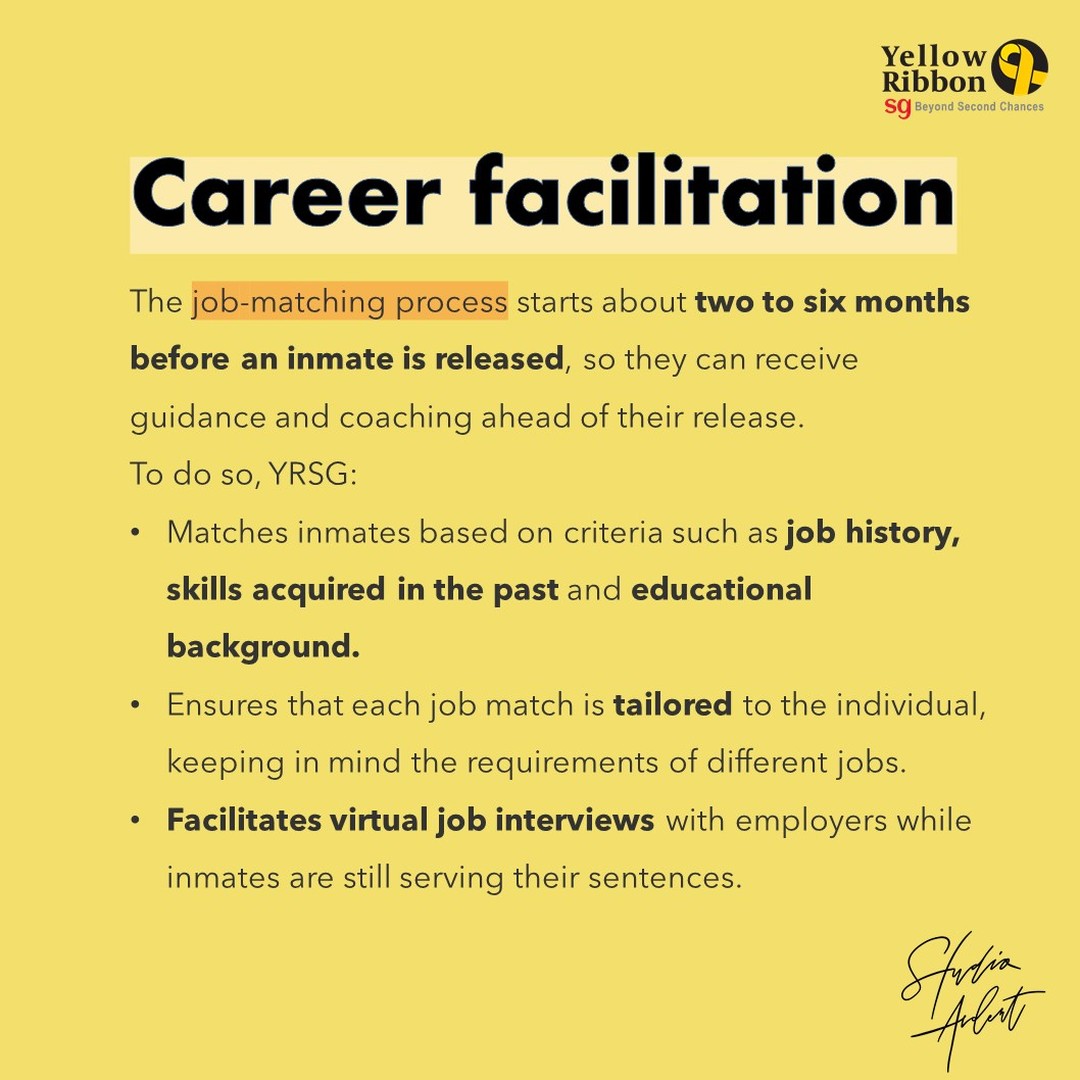 Yellow
Ribbon
sg Beyond Second Chances
Career facilitation
The job-matching process starts about two to six months
before an inmate is released, so they can receive
guidance and coaching ahead of their release.
To do so, YRSG:
• Matches inmates based on criteria such as job history,
skills acquired in the past and educational
background.
• Ensures that each job match is tailored to the individual,
keeping in mind the requirements of different jobs.
• Facilitates virtual job interviews with employers while
inmates are still serving their sentences.
Studio